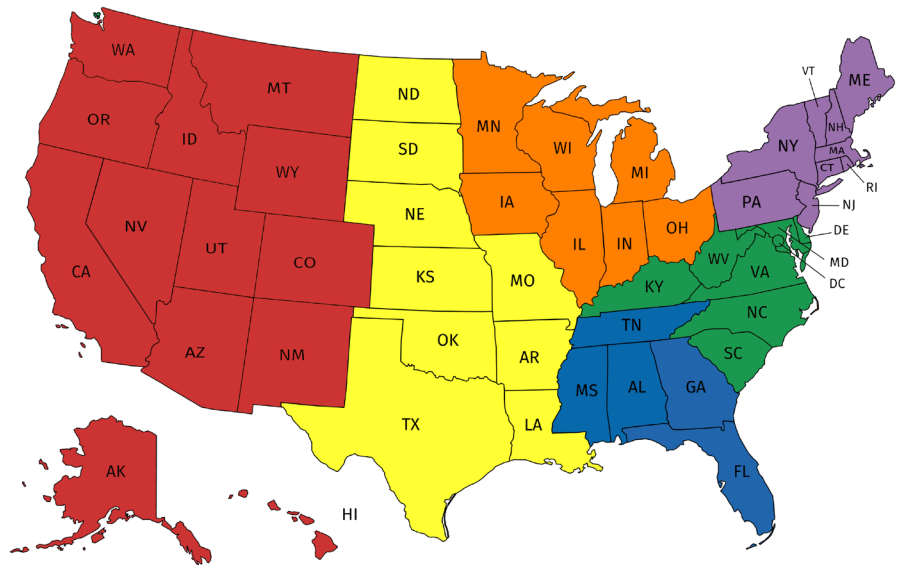 WA
MT
ND
MN
OR
ID
SD
WI
MI
VT
ME
NH
NY
MA
CT
RI
WY
NE
IA
PA
NJ
NV
UT
CO
KS
MO
IL
IN
OH
WV
VA
DE
MD
DC
CA
KY
NC
AZ
NM
OK
AR
TN
SC
MS
AL
GA
TX
LA
FL
AK
HI